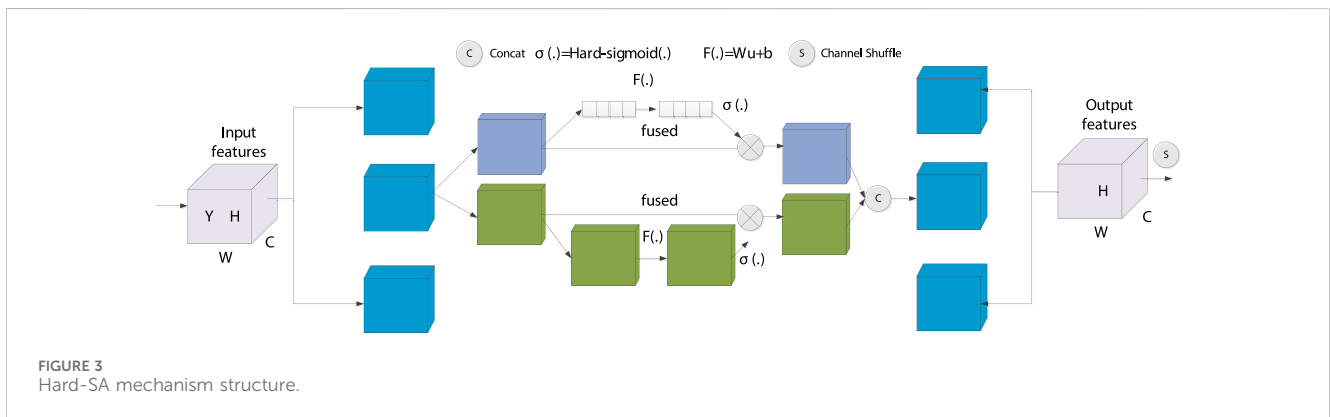 C Concat σ (.)=Hard-sigmoid(.) F(.)=Wu+b S Channel Shuffle
F(.)
σ (.)
fused
Input
features
Y H
W
C
fused
F(.)
σ (.)
C
Output
features
S
H
W
C
FIGURE 3
Hard-SA mechanism structure.